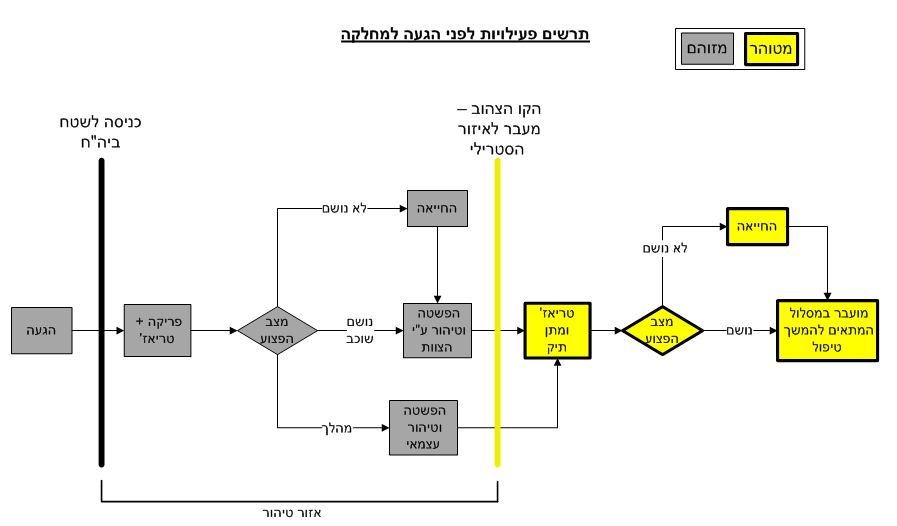 תרשים פעילויות לפני הגעה למחלקה
מטוהר
מזוהם
כניסה לשטח
ביה"ח
הקו הצהוב –
מעבר לאיזור
הסטרילי
הגעה
פריקה +
טריאז'
מצב
הפצוע
לא נושם
החייאה
נושם
שוכב
הפשטה
וטיהור ע"י
הצוות
מהלך
הפשטה
וטיהור
עצמאי
טריאז'
ומתן
תיק
מצב
הפצוע
לא נושם
החייאה
נושם
מועבר במסלול
המתאים להמשך
טיפול
אזור טיהור